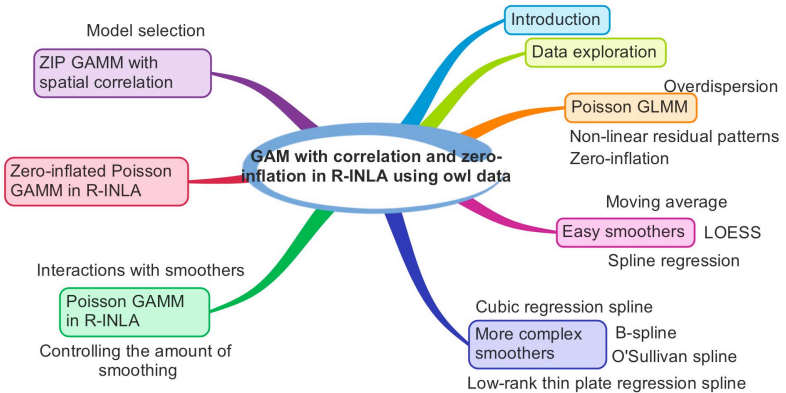 Introduction
Data exploration
Overdispersion
Poisson GLMM
Non-linear residual patterns
Zero-inflation
Moving average
Easy smoothers
LOESS
Spline regression
Cubic regression spline
More complex
smoothers
B-spline
O'Sullivan spline
Low-rank thin plate regression spline
GAM with correlation and zero-
inflation in R-INLA using owl data
Model selection
ZIP GAMM with
spatial correlation
Zero-inflated Poisson
GAMM in R-INLA
Interactions with smoothers
Poisson GAMM
in R-INLA
Controlling the amount of
smoothing